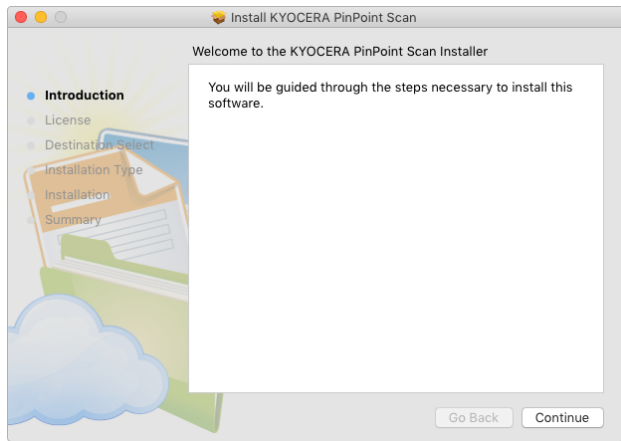 Install KYOCERA PinPoint Scan
Welcome to the KYOCERA PinPoint Scan Installer
Introduction
License
Destination Select
Installation Type
Installation
Summary
You will be guided through the steps necessary to install this
software.
Go Back
Continue